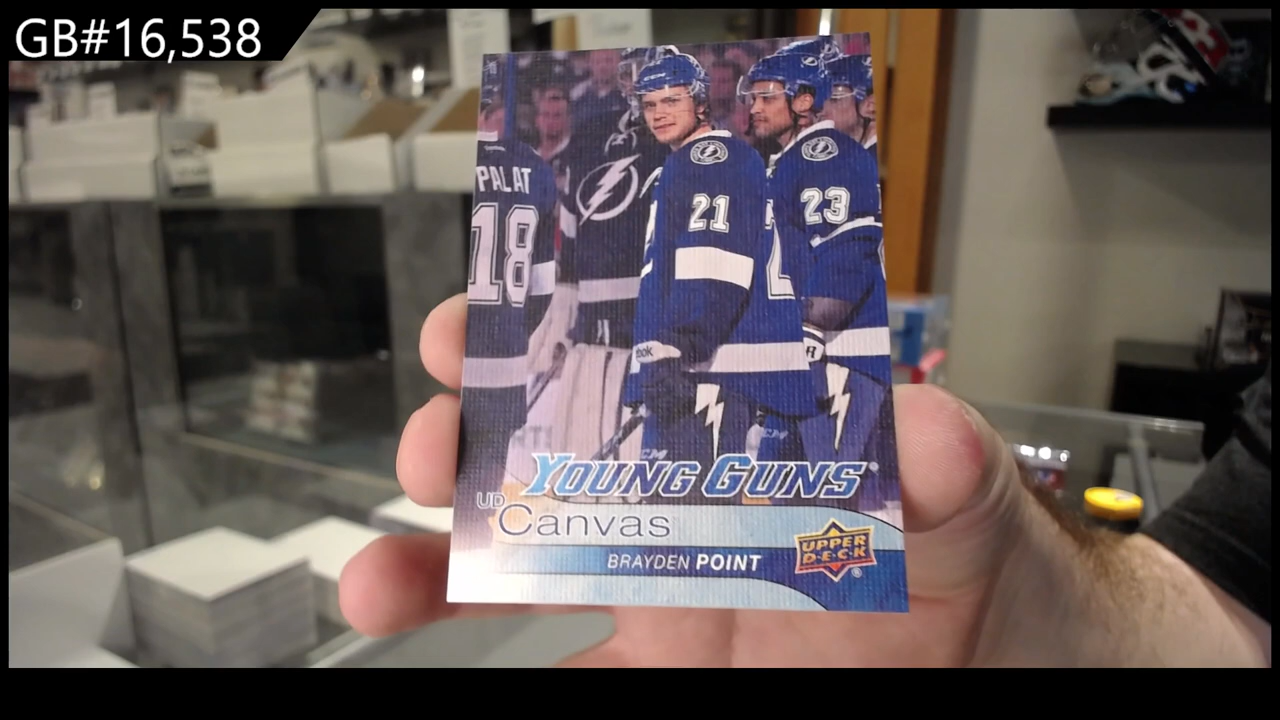 GB#16,538
PALAT
18
21
23
YOUNG GUNS
UD Canvas
BRAYDEN POINT
UPPER
DECK
®